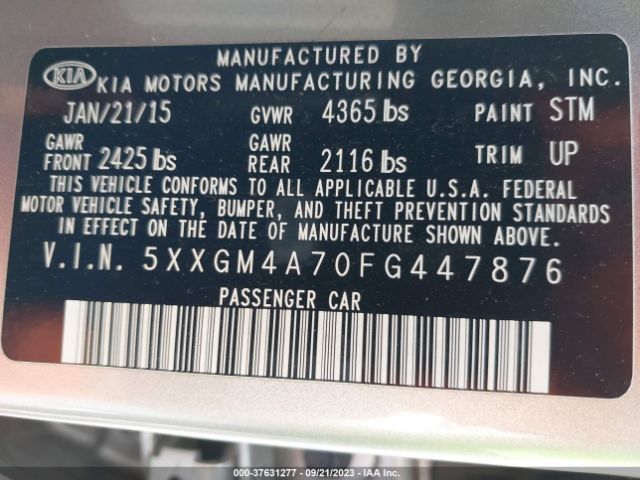 MANUFACTURED BY
KIA KIA MOTORS MANUFACTURING GEORGIA, INC.
JAN/21/15 GVWR 4365 lbs PAINT STM
GAWR FRONT 2425 lbs GAWR REAR 2116 lbs TRIM UP
THIS VEHICLE CONFORMS TO ALL APPLICABLE U.S.A. FEDERAL
MOTOR VEHICLE SAFETY, BUMPER, AND THEFT PREVENTION STANDARDS
IN EFFECT ON THE DATE OF MANUFACTURE SHOWN ABOVE.
V.I.N. 5XXGM4A70FG447876
PASSENGER CAR
000-37631277 - 09/21/2023 - IAA Inc.